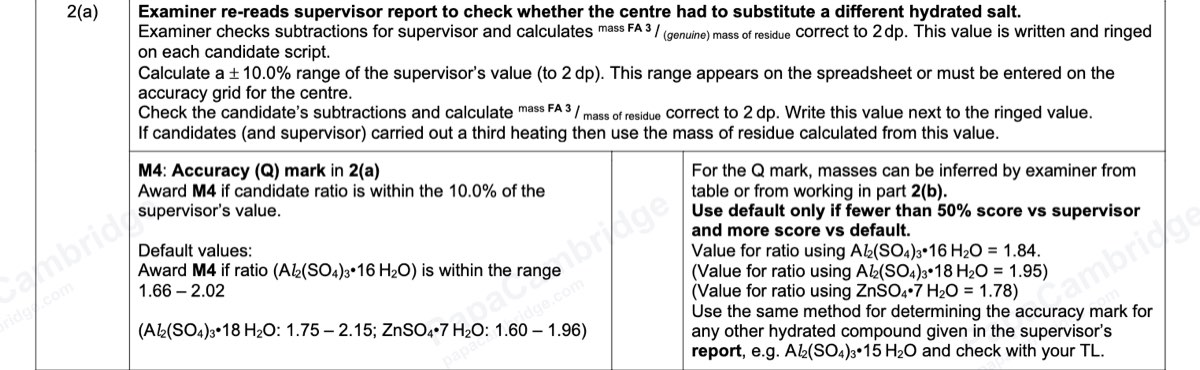 2(a)
Examiner re-reads supervisor report to check whether the centre had to substitute a different hydrated salt.
Examiner checks subtractions for supervisor and calculates mass FA 3 / (genuine) mass of residue correct to 2 dp. This value is written and ringed
on each candidate script.
Calculate a ± 10.0% range of the supervisor's value (to 2 dp). This range appears on the spreadsheet or must be entered on the
accuracy grid for the centre.
Check the candidate's subtractions and calculate mass FA 3 / mass of residue correct to 2 dp. Write this value next to the ringed value.
If candidates (and supervisor) carried out a third heating then use the mass of residue calculated from this value.
M4: Accuracy (Q) mark in 2(a)
Award M4 if candidate ratio is within the 10.0% of the
supervisor's value.
Default values:
Award M4 if ratio (Al₂(SO₄)₃•16 H₂O) is within the range
1.66 – 2.02
(Al₂(SO₄)₃•18 H₂O: 1.75 – 2.15; ZnSO₄•7 H₂O: 1.60 – 1.96)
For the Q mark, masses can be inferred by examiner from
table or from working in part 2(b).
Use default only if fewer than 50% score vs supervisor
and more score vs default.
Value for ratio using Al₂(SO₄)₃•16 H₂O = 1.84.
(Value for ratio using Al₂(SO₄)₃•18 H₂O = 1.95)
(Value for ratio using ZnSO₄•7 H₂O = 1.78)
Use the same method for determining the accuracy mark for
any other hydrated compound given in the supervisor's
report, e.g. Al₂(SO₄)₃•15 H₂O and check with your TL.